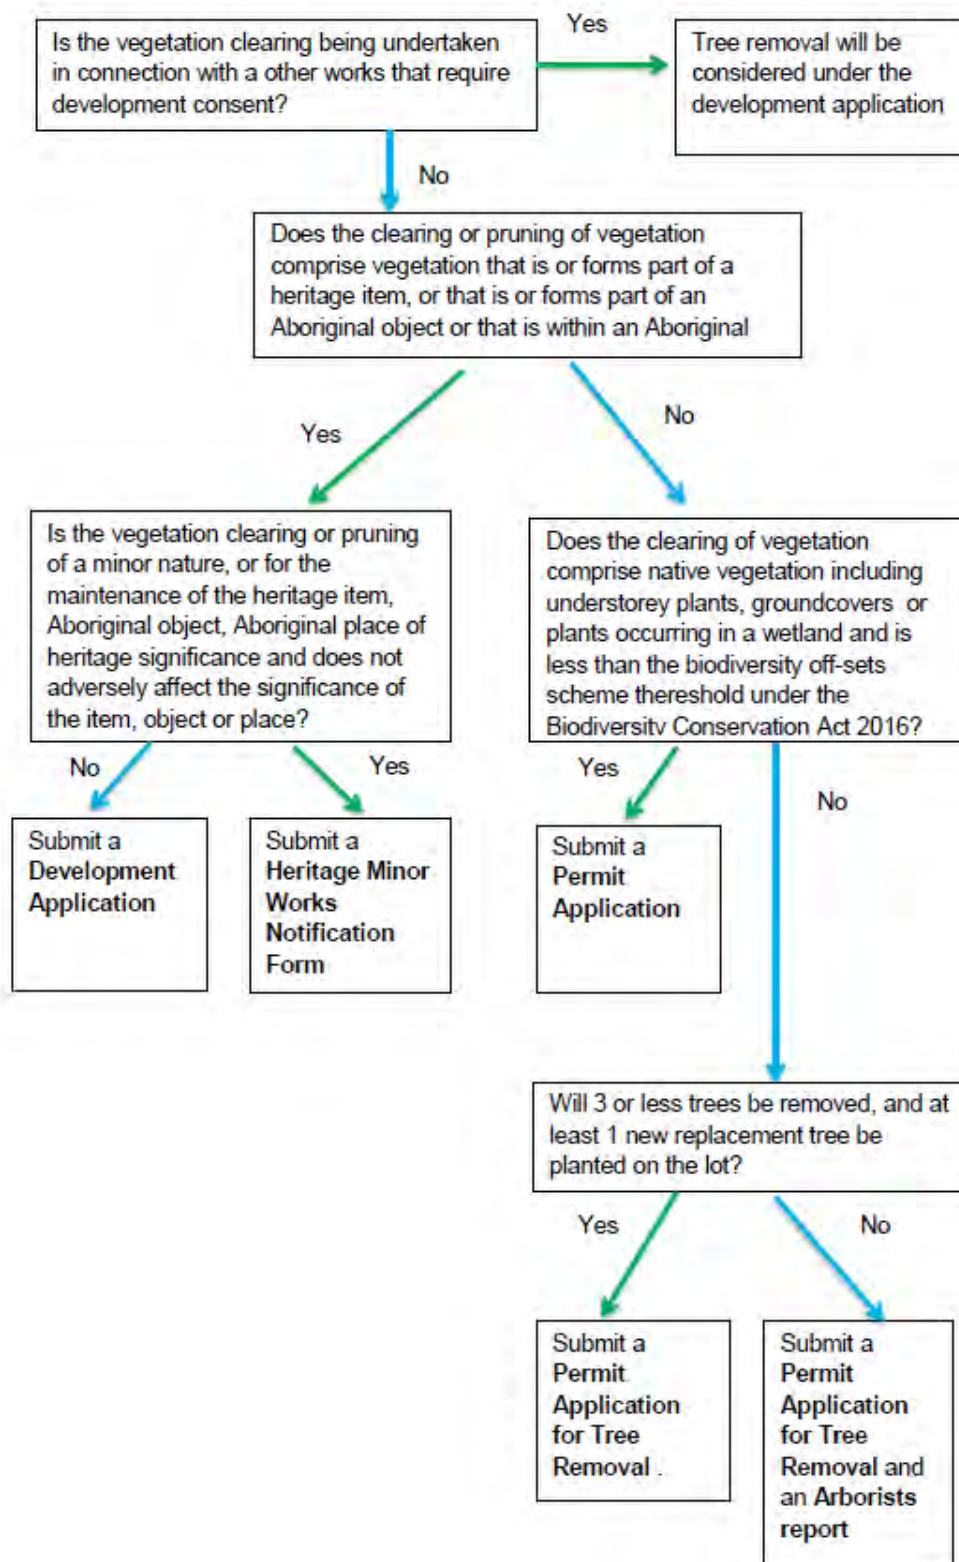 Yes
Is the vegetation clearing being undertaken
in connection with a other works that require
development consent?
Tree removal will be
considered under the
development application
No
Does the clearing or pruning of vegetation
comprise vegetation that is or forms part of a
heritage item, or that is or forms part of an
Aboriginal object or that is within an Aboriginal
Yes
No
Is the vegetation clearing or pruning
of a minor nature, or for the
maintenance of the heritage item,
Aboriginal object, Aboriginal place of
heritage significance and does not
adversely affect the significance of
the item, object or place?
Does the clearing of vegetation
comprise native vegetation including
understorey plants, groundcovers or
plants occurring in a wetland and is
less than the biodiversity off-sets
scheme thereshold under the
Biodiversity Conservation Act 2016?
No
Yes
Yes
No
Submit a
Development
Application
Submit a
Heritage Minor
Works
Notification
Form
Submit a
Permit
Application
Will 3 or less trees be removed, and at
least 1 new replacement tree be
planted on the lot?
Yes
No
Submit a
Permit
Application
for Tree
Removal .
Submit a
Permit
Application
for Tree
Removal and
an Arborists
report